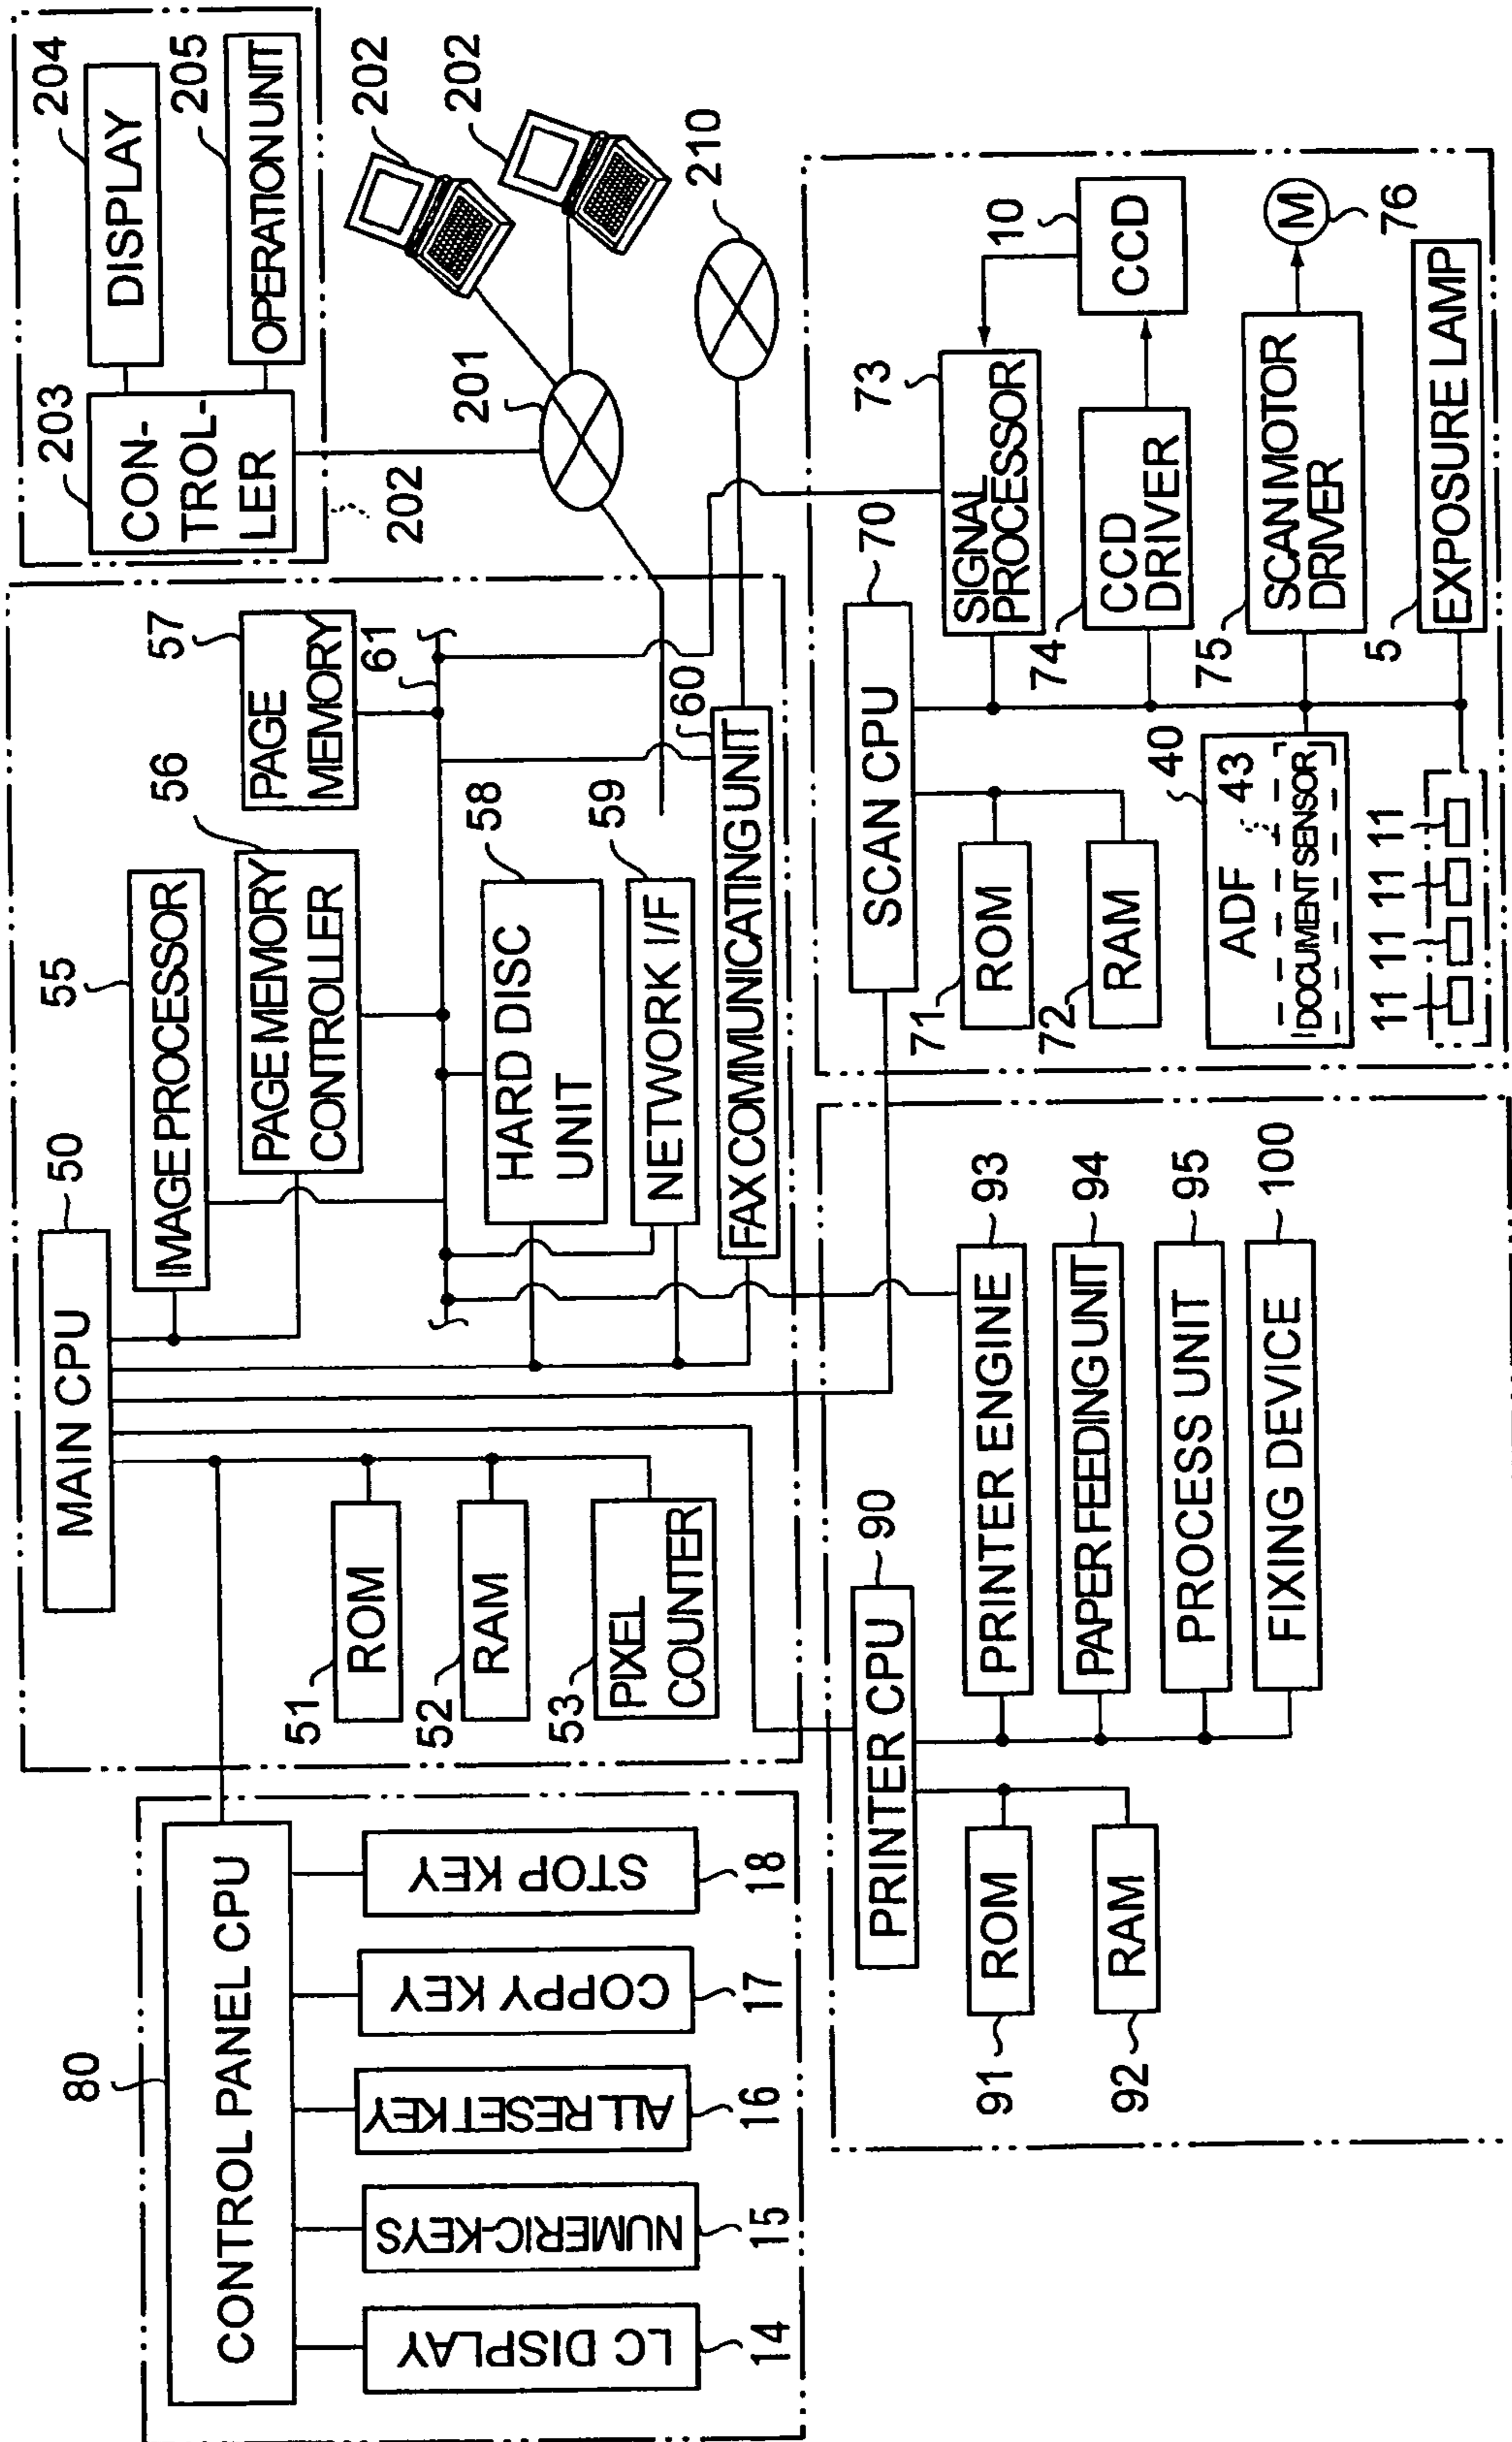 80
CONTROL PANEL CPU
LC DISPLAY
14
NUMERIC-KEYS
15
ALL RESET KEY
16
COPPY KEY
17
STOP KEY
18
MAIN CPU
50
51
ROM
52
RAM
53
PIXEL
COUNTER
IMAGE PROCESSOR
55
PAGE MEMORY
CONTROLLER
56
PAGE
MEMORY
57
61
HARD DISC
UNIT
58
NETWORK I/F
59
FAX COMMUNICATING UNIT
60
203
CON-
TROL-
LER
DISPLAY
204
OPERATION UNIT
205
202
201
202
202
210
PRINTER CPU
90
91
ROM
92
RAM
PRINTER ENGINE
93
PAPER FEEDING UNIT
94
PROCESS UNIT
95
FIXING DEVICE
100
SCAN CPU
70
71
ROM
72
RAM
ADF
40
43
DOCUMENT SENSOR
11 11 11 11
SIGNAL
PROCESSOR
73
CCD
10
74
CCD
DRIVER
75
SCAN MOTOR
DRIVER
M
76
5
EXPOSURE LAMP